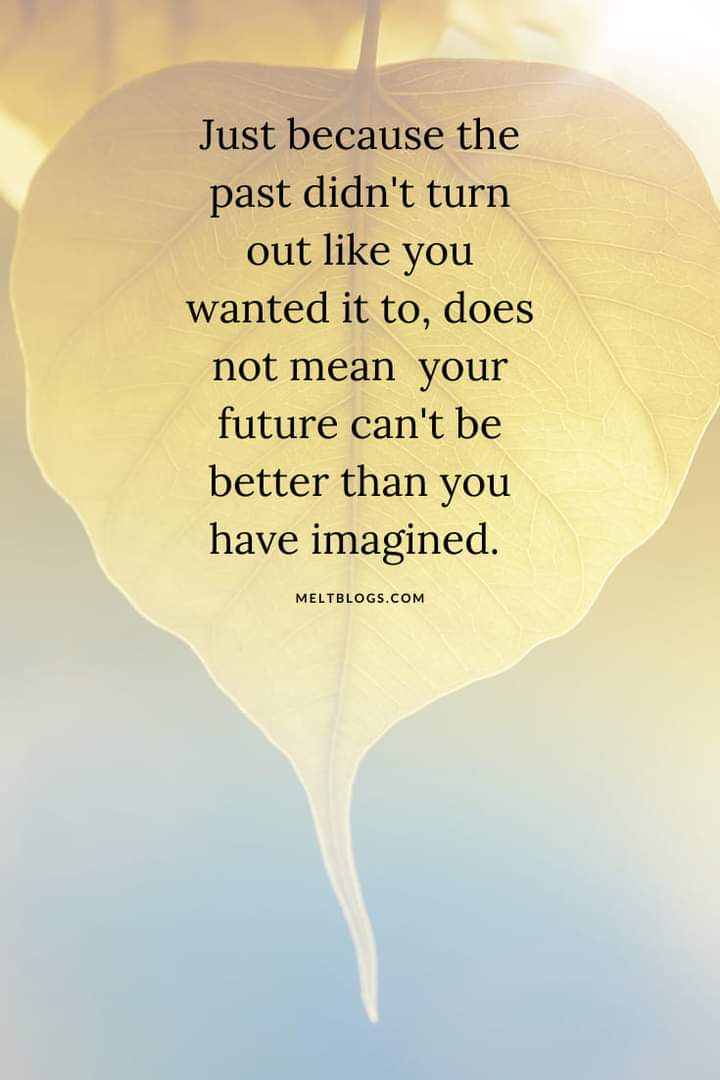 Just because the
past didn't turn
out like you
wanted it to, does
not mean  your
future can't be
better than you
have imagined.
MELTBLOGS.COM